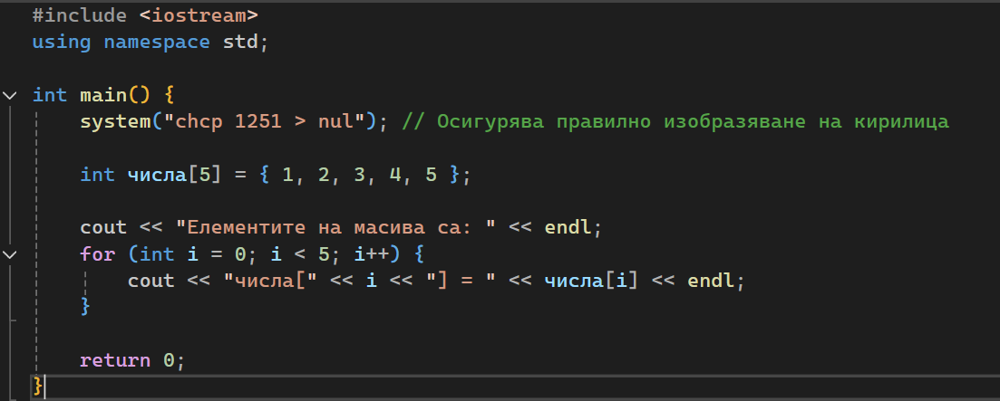 #include <iostream>
using namespace std;
int main() {
system("chcp 1251 > nul"); // Осигурява правилно изобразяване на кирилица
int числа[5] = { 1, 2, 3, 4, 5 };
cout << "Елементите на масива са: " << endl;
for (int i = 0; i < 5; i++) {
cout << "числа[" << i << "] = " << числа[i] << endl;
}
return 0;
}